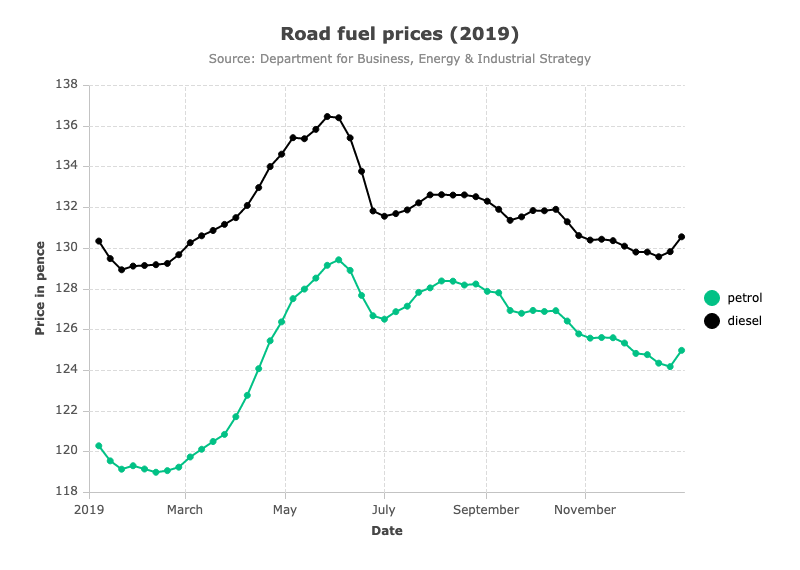 Road fuel prices (2019)
Source: Department for Business, Energy & Industrial Strategy
138
136
134
132
130
128
126
124
122
120
118
Price in pence
2019 March May July September November
Date
petrol
diesel